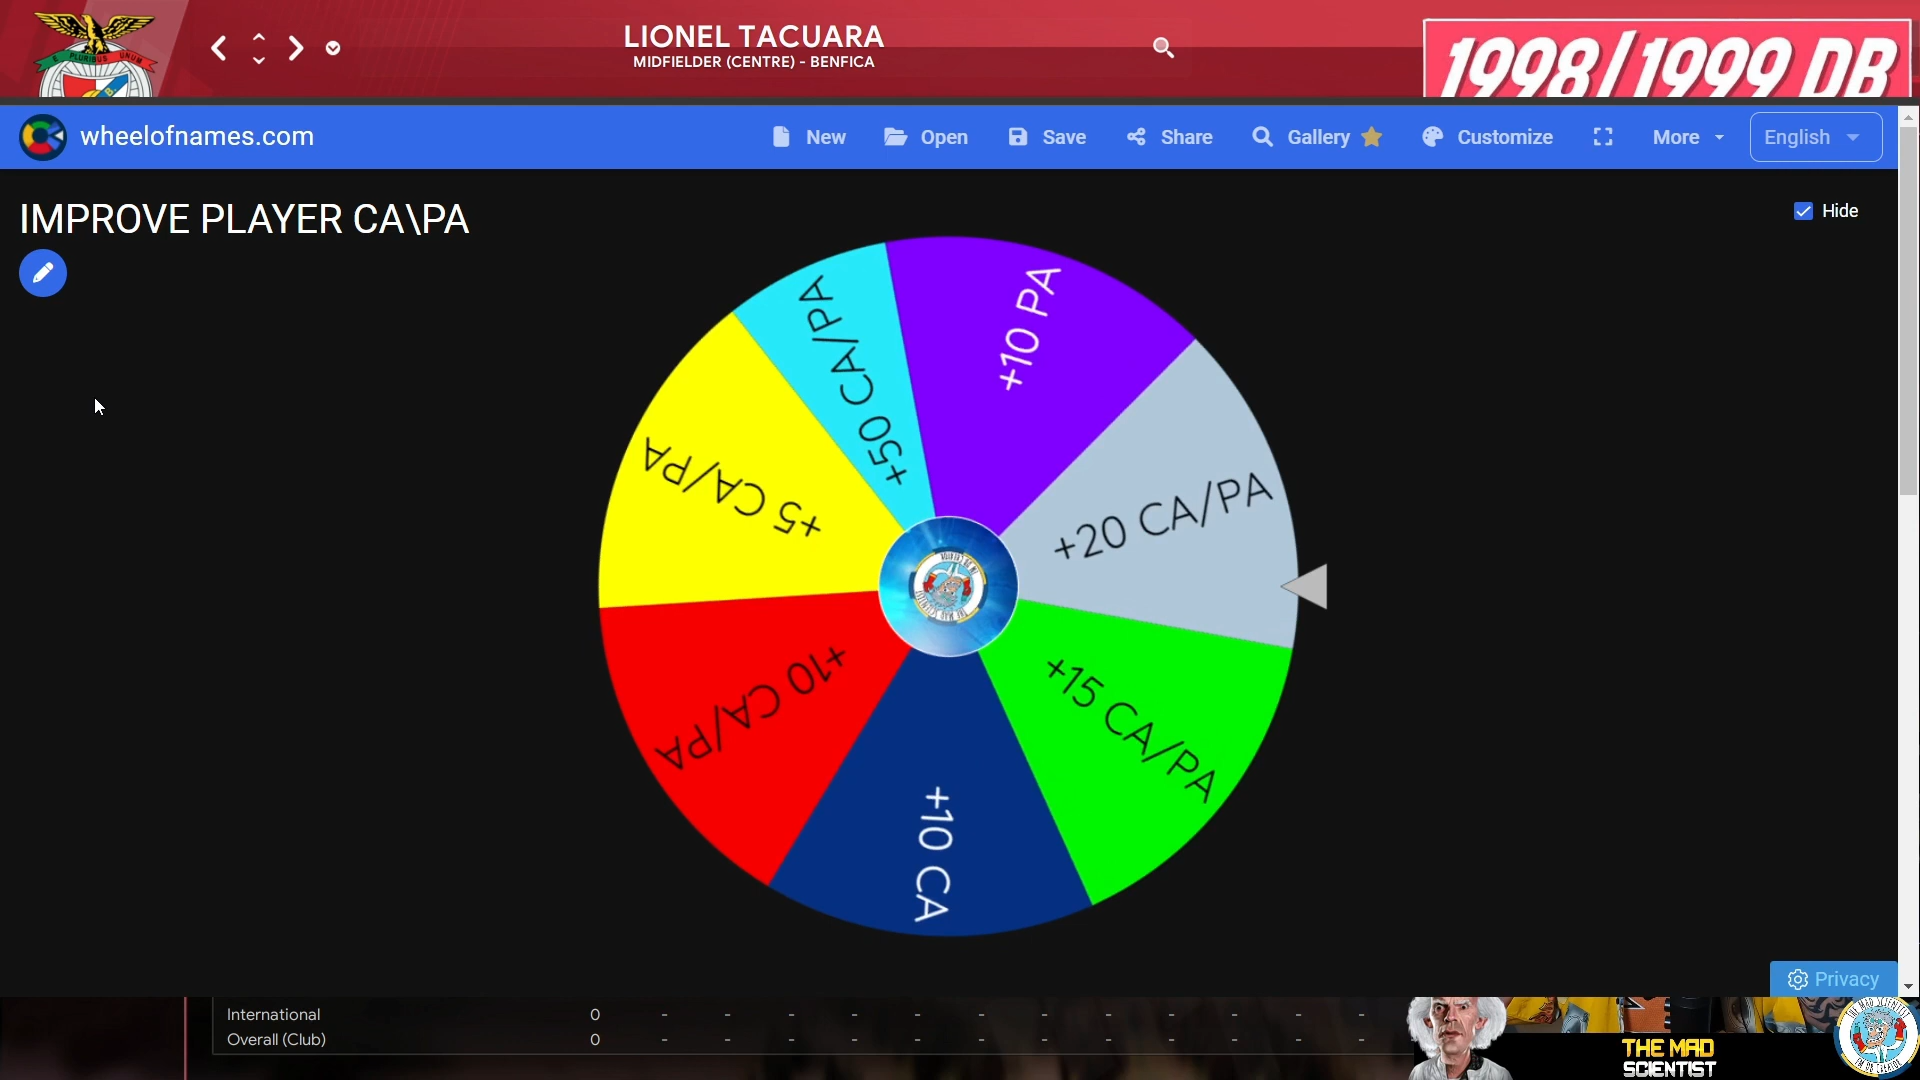 LIONEL TACUARA
MIDFIELDER (CENTRE) - BENFICA
1998/1999 DB
E PLURIBUS UNUM
wheelofnames.com
New
Open
Save
Share
Gallery
Customize
More
English
IMPROVE PLAYER CA\PA
Hide
+10 PA
+50 CA/PA
+20 CA/PA
+5 CA/PA
+15 CA/PA
+10 CA/PA
+10 CA
Privacy
International 0 - - - - - - - - - - - -
Overall (Club) 0 - - - - - - - - - - - -
THE MAD
SCIENTIST